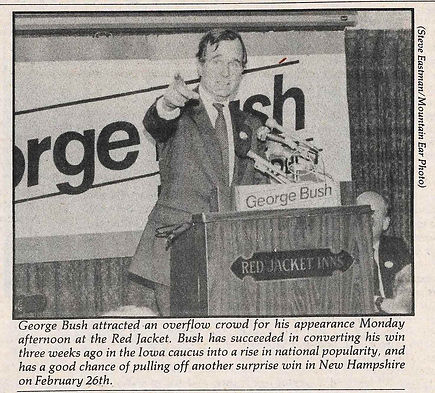 (Steve Eastman/Mountain Ear Photo)
orge Bush
George Bush
RED JACKET INNS
George Bush attracted an overflow crowd for his appearance Monday
afternoon at the Red Jacket. Bush has succeeded in converting his win
three weeks ago in the Iowa caucus into a rise in national popularity, and
has a good chance of pulling off another surprise win in New Hampshire
on February 26th.